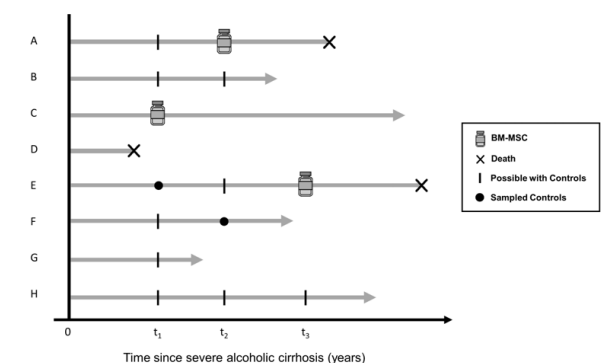 A
B
C
D
E
F
G
H
BM-MSC
Death
Possible with Controls
Sampled Controls
0 t₁ t₂ t₃
Time since severe alcoholic cirrhosis (years)